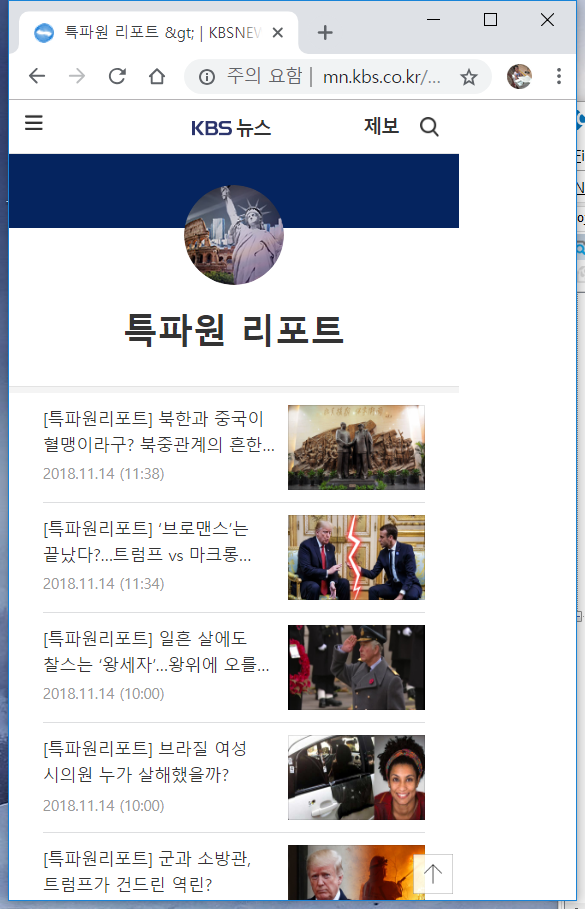 특파원 리포트 &gt; | KBSNEW
주의 요함 | mn.kbs.co.kr/...
KBS 뉴스
제보
특파원 리포트
[특파원리포트] 북한과 중국이
혈맹이라구? 북중관계의 흔한...
2018.11.14 (11:38)
[특파원리포트] ‘브로맨스’는
끝났다?...트럼프 vs 마크롱...
2018.11.14 (11:34)
[특파원리포트] 일흔 살에도
찰스는 ‘왕세자’...왕위에 오를...
2018.11.14 (10:00)
[특파원리포트] 브라질 여성
시의원 누가 살해했을까?
2018.11.14 (10:00)
[특파원리포트] 군과 소방관,
트럼프가 건드린 역린?